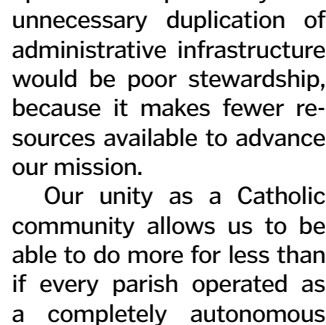 unnecessary duplication of
administrative infrastructure
would be poor stewardship,
because it makes fewer re-
sources available to advance
our mission.
Our unity as a Catholic
community allows us to be
able to do more for less than
if every parish operated as
a completely autonomous